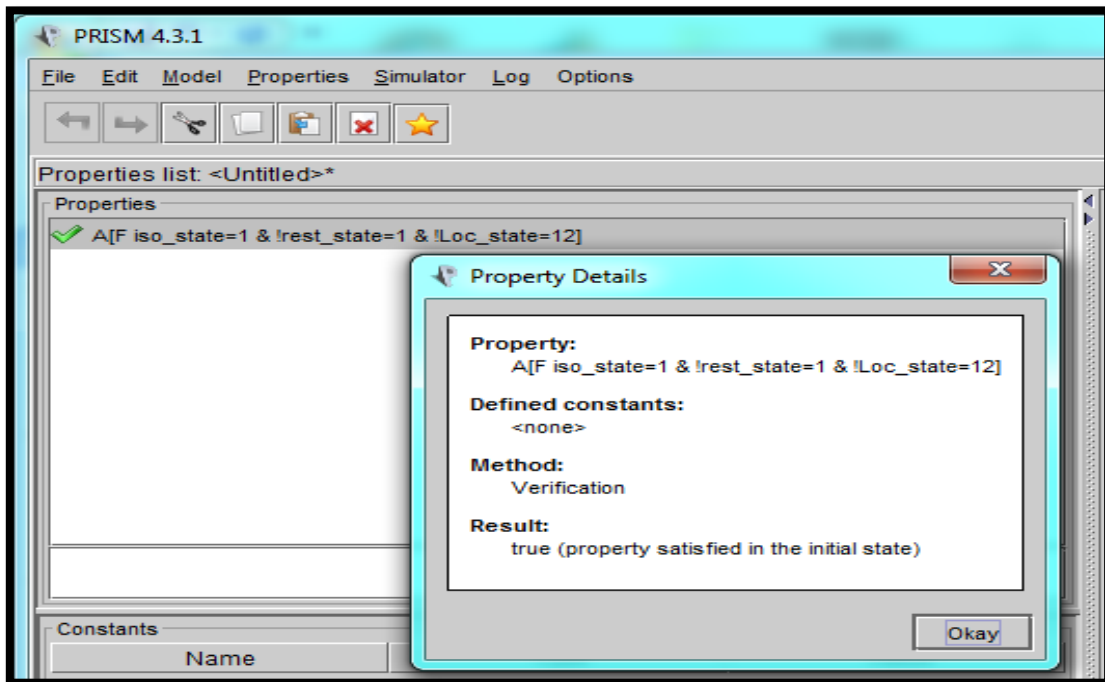 PRISM 4.3.1
File Edit Model Properties Simulator Log Options
Properties list: <Untitled>*
Properties
A[F iso_state=1 & !rest_state=1 & !Loc_state=12]
Property Details
Property:
A[F iso_state=1 & !rest_state=1 & !Loc_state=12]
Defined constants:
<none>
Method:
Verification
Result:
true (property satisfied in the initial state)
Okay
Constants
Name